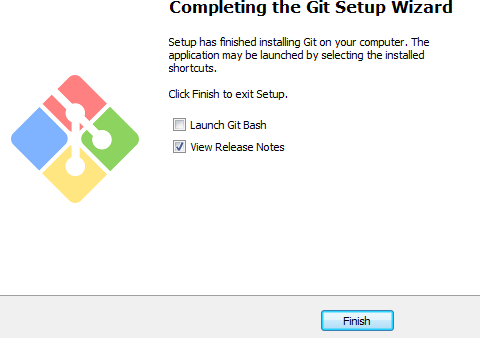 Completing the Git Setup Wizard
Setup has finished installing Git on your computer. The
application may be launched by selecting the installed
shortcuts.
Click Finish to exit Setup.
Launch Git Bash
View Release Notes
Finish